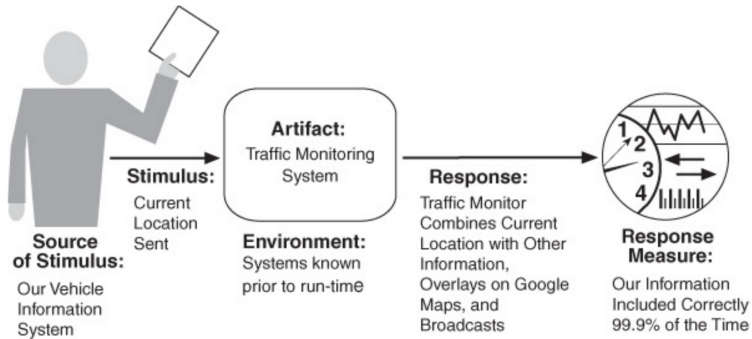 Source
of Stimulus:
Our Vehicle
Information
System
Stimulus:
Current
Location
Sent
Artifact:
Traffic Monitoring
System
Environment:
Systems known
prior to run-time
Response:
Traffic Monitor
Combines Current
Location with Other
Information,
Overlays on Google
Maps, and
Broadcasts
1
2
3
4
Response
Measure:
Our Information
Included Correctly
99.9% of the Time